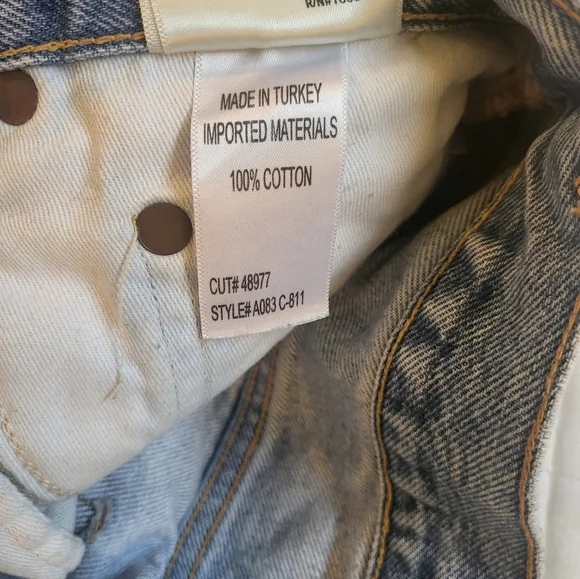 MADE IN TURKEY
IMPORTED MATERIALS
100% COTTON
CUT# 48977
STYLE# A083 C-811